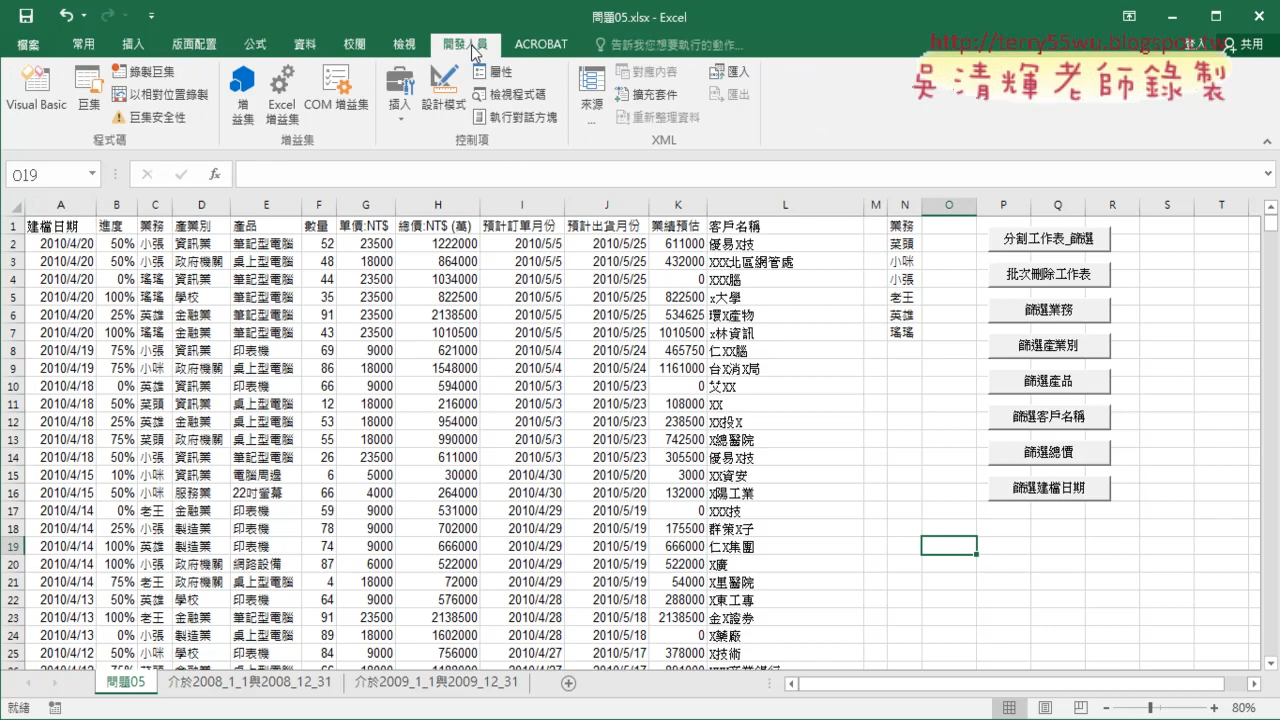 問題05.xlsx - Excel
檔案 常用 插入 版面配置 公式 資料 校閱 檢視 開發人員 ACROBAT 告訴我您想要執行的動作... 登入 共用
http://terry55wu.blogspot.tw
吳清輝老師錄製
Visual Basic 巨集 錄製巨集 以相對位置錄製 巨集安全性 程式碼
增益集 Excel 增益集 COM 增益集 增益集
插入 設計模式 屬性 檢視程式碼 執行對話方塊 控制項
來源... 對應內容 擴充套件 重新整理資料 匯入 匯出 XML
O19 fx
A B C D E F G H I J K L M N O P Q R S T
1 建檔日期 進度 業務 產業別 產品 數量 單價:NT$ 總價:NT$ (萬) 預計訂單月份 預計出貨月份 業績預估 客戶名稱 業務
2 2010/4/20 50% 小張 資訊業 筆記型電腦 52 23500 1222000 2010/5/5 2010/5/25 611000 優易X技 菜頭
3 2010/4/20 50% 小張 政府機關 桌上型電腦 48 18000 864000 2010/5/5 2010/5/25 432000 XXX北區網管處 小咪
4 2010/4/20 0% 瑤瑤 資訊業 筆記型電腦 44 23500 1034000 2010/5/5 2010/5/25 0 XXX腦 小張
5 2010/4/20 100% 瑤瑤 學校 筆記型電腦 35 23500 822500 2010/5/5 2010/5/25 822500 x大學 老王
6 2010/4/20 25% 英雄 金融業 筆記型電腦 91 23500 2138500 2010/5/5 2010/5/25 534625 環X產物 英雄
7 2010/4/20 100% 瑤瑤 金融業 筆記型電腦 43 23500 1010500 2010/5/5 2010/5/25 1010500 x林資訊 瑤瑤
8 2010/4/19 75% 小張 資訊業 印表機 69 9000 621000 2010/5/4 2010/5/24 465750 仁XX腦
9 2010/4/19 75% 小咪 政府機關 桌上型電腦 86 18000 1548000 2010/5/4 2010/5/24 1161000 台X消X局
10 2010/4/18 0% 英雄 資訊業 印表機 66 9000 594000 2010/5/3 2010/5/23 0 艾XX
11 2010/4/18 50% 菜頭 資訊業 桌上型電腦 12 18000 216000 2010/5/3 2010/5/23 108000 XX
12 2010/4/18 25% 英雄 金融業 桌上型電腦 53 18000 954000 2010/5/3 2010/5/23 238500 XX投X
13 2010/4/18 75% 菜頭 政府機關 桌上型電腦 55 18000 990000 2010/5/3 2010/5/23 742500 X總醫院
14 2010/4/18 50% 小張 資訊業 筆記型電腦 26 23500 611000 2010/5/3 2010/5/23 305500 優易X技
15 2010/4/15 10% 小咪 資訊業 電腦周邊 6 5000 30000 2010/4/30 2010/5/20 3000 XX資安
16 2010/4/15 50% 小咪 服務業 22吋螢幕 66 4000 264000 2010/4/30 2010/5/20 132000 X陽工業
17 2010/4/14 0% 老王 金融業 印表機 59 9000 531000 2010/4/29 2010/5/19 0 XXX技
18 2010/4/14 25% 小張 製造業 印表機 78 9000 702000 2010/4/29 2010/5/19 175500 群策X子
19 2010/4/14 100% 英雄 製造業 印表機 74 9000 666000 2010/4/29 2010/5/19 666000 仁X集團
20 2010/4/14 100% 小張 政府機關 網路設備 87 6000 522000 2010/4/29 2010/5/19 522000 X廣
21 2010/4/14 75% 老王 政府機關 桌上型電腦 4 18000 72000 2010/4/29 2010/5/19 54000 X里醫院
22 2010/4/13 50% 英雄 學校 印表機 64 9000 576000 2010/4/28 2010/5/18 288000 X東工專
23 2010/4/13 100% 老王 金融業 筆記型電腦 91 23500 2138500 2010/4/28 2010/5/18 2138500 金X證券
24 2010/4/13 0% 小張 製造業 桌上型電腦 89 18000 1602000 2010/4/28 2010/5/18 0 X藥廠
25 2010/4/12 50% 小咪 學校 印表機 84 9000 756000 2010/4/27 2010/5/17 378000 X技術
分割工作表_篩選
批次刪除工作表
篩選業務
篩選產業別
篩選產品
篩選客戶名稱
篩選總價
篩選建檔日期
問題05 介於2008_1_1與2008_12_31 介於2009_1_1與2009_12_31
就緒 80%